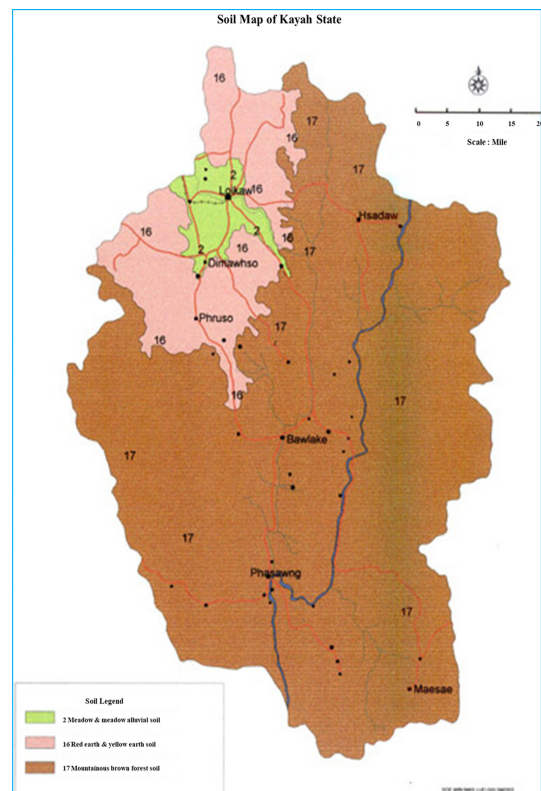 Soil Map of Kayah State
16
17
16
0 5 10 15 20
Scale : Mile
17
2
Loikaw
16
Hsadaw
16
2
16
16
17
2
Dimawhso
Phruso
17
16
16
17
Bawlake
17
17
Phasawng
17
Maesae
Soil Legend
2 Meadow & meadow alluvial soil
16 Red earth & yellow earth soil
17 Mountainous brown forest soil